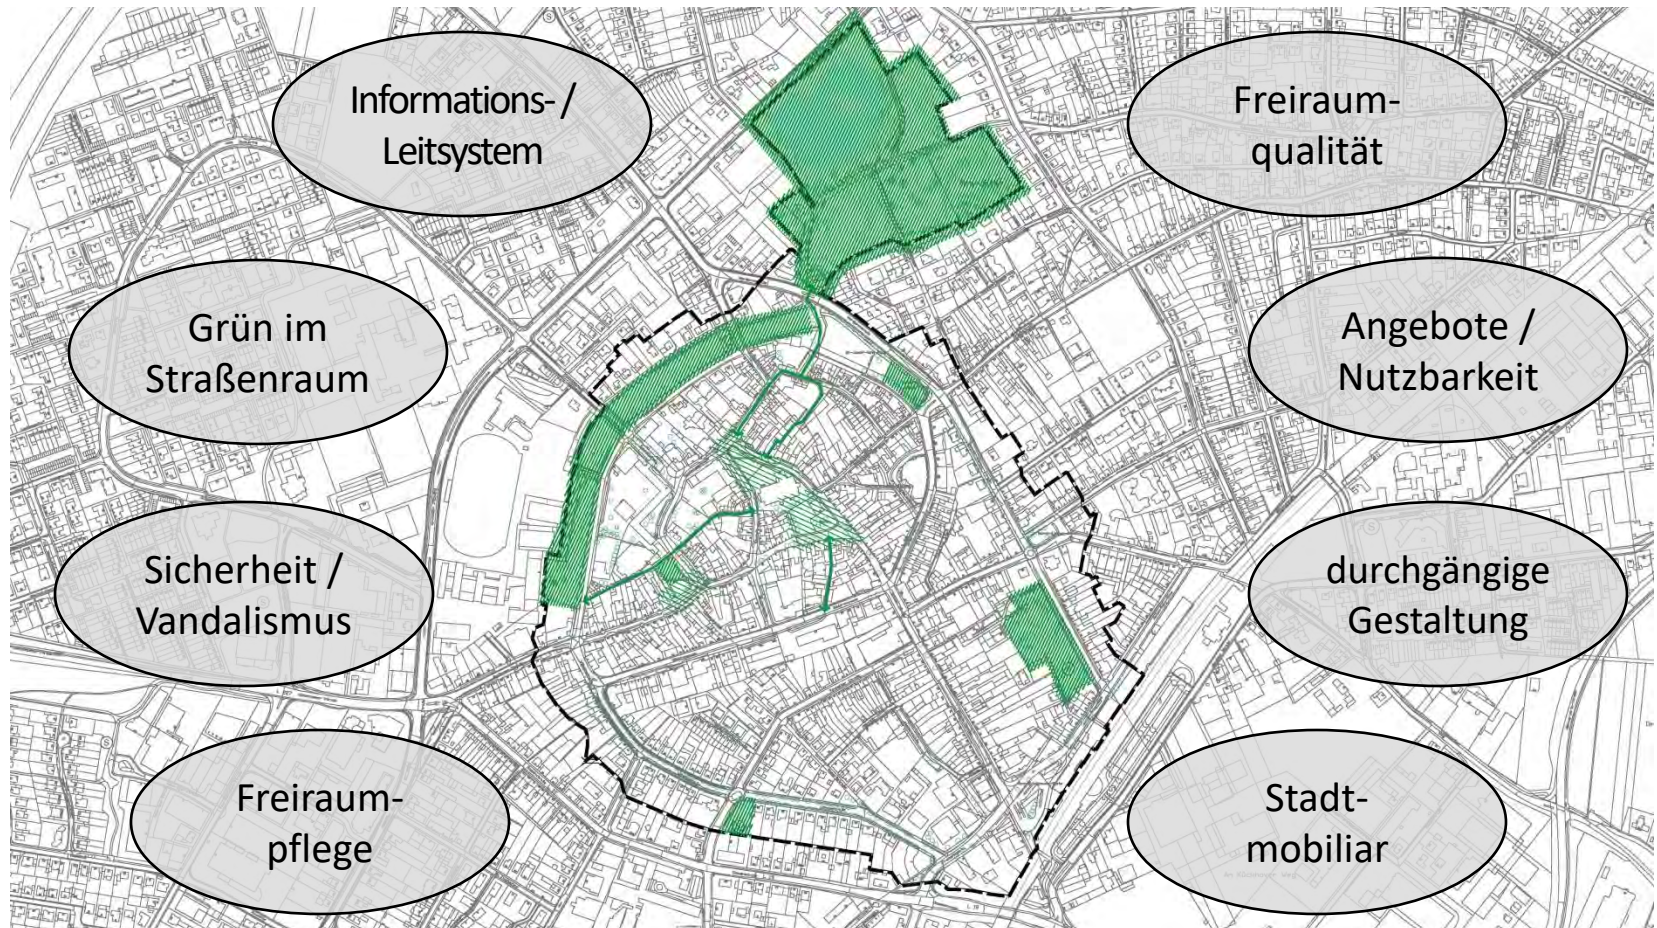 Informations- /
Leitsystem
Freiraum-
qualität
Grün im
Straßenraum
Angebote /
Nutzbarkeit
Sicherheit /
Vandalismus
durchgängige
Gestaltung
Freiraum-
pflege
Stadt-
mobiliar